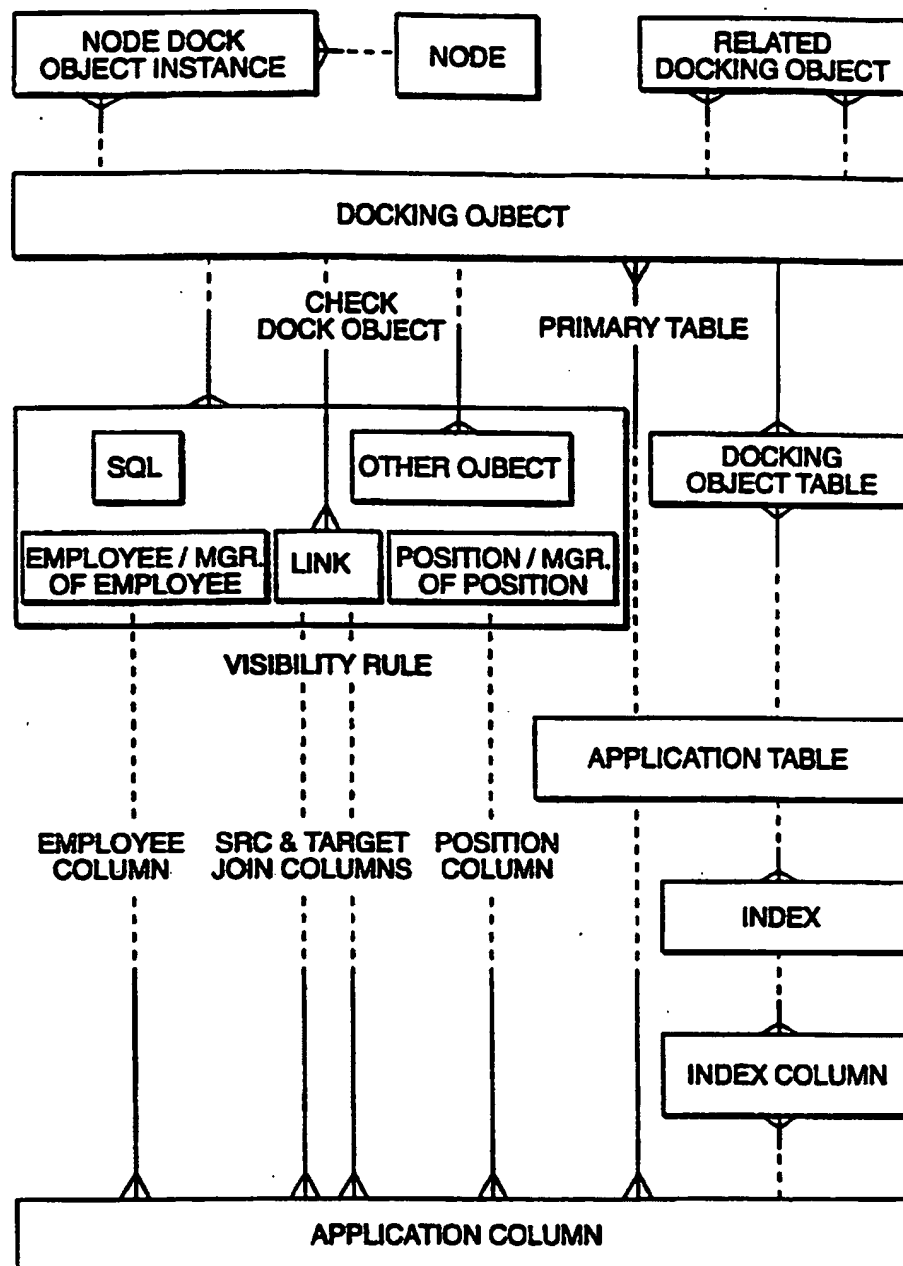 NODE DOCK
OBJECT INSTANCE
NODE
RELATED
DOCKING OBJECT
DOCKING OJBECT
CHECK
DOCK OBJECT
PRIMARY TABLE
SQL
OTHER OJBECT
DOCKING
OBJECT TABLE
EMPLOYEE / MGR.
OF EMPLOYEE
LINK
POSITION / MGR.
OF POSITION
VISIBILITY RULE
APPLICATION TABLE
EMPLOYEE
COLUMN
SRC & TARGET
JOIN COLUMNS
POSITION
COLUMN
INDEX
INDEX COLUMN
APPLICATION COLUMN